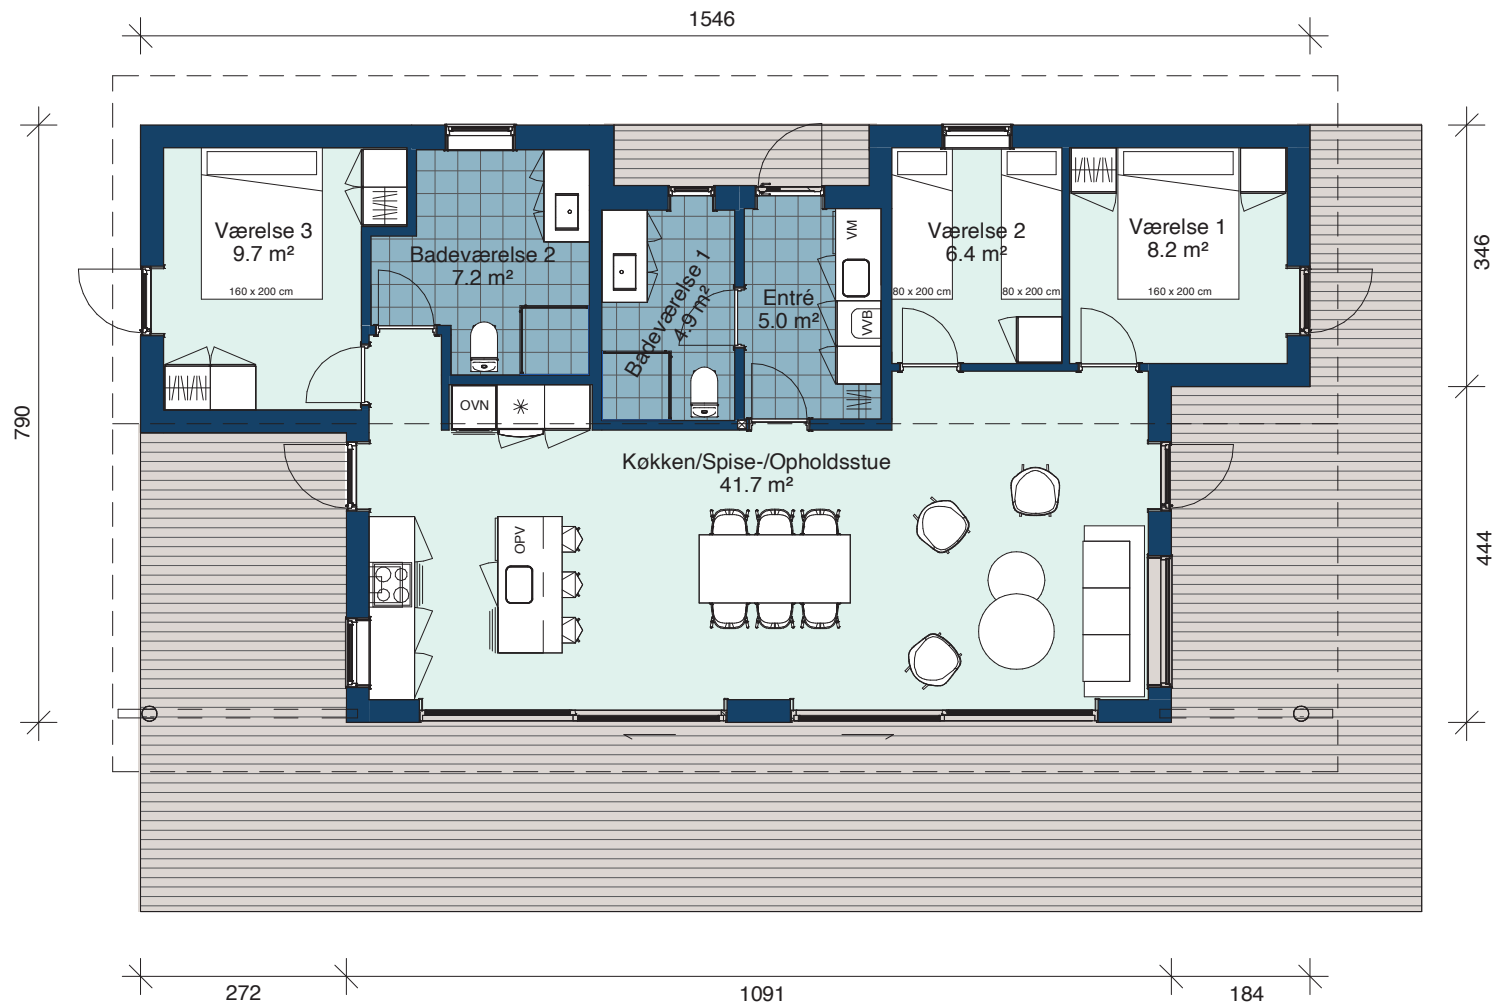 1546
Værelse 3
9.7 m²
160 x 200 cm
Badeværelse 2
7.2 m²
Badeværelse 1
4.9 m²
Entré
5.0 m²
VM
VVB
Værelse 2
6.4 m²
80 x 200 cm
80 x 200 cm
Værelse 1
8.2 m²
160 x 200 cm
346
790
OVN
Køkken/Spise-/Opholdsstue
41.7 m²
OPV
444
272
1091
184